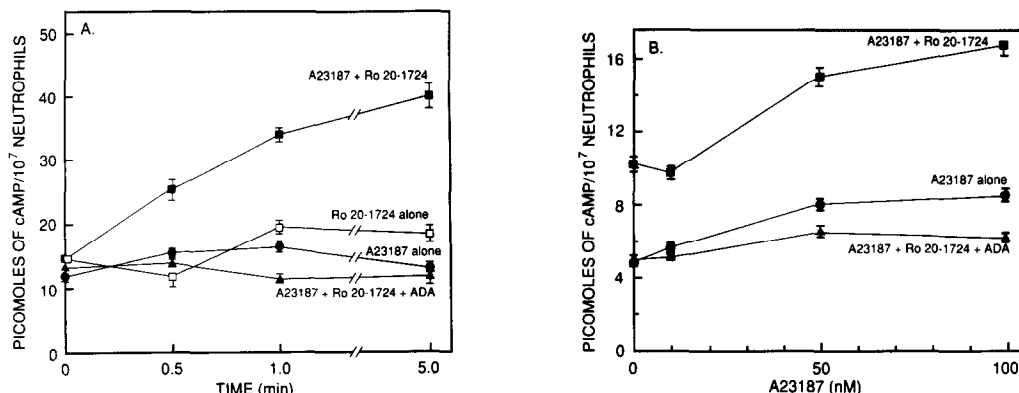 A.
PICOMOLES OF cAMP/10⁷ NEUTROPHILS
50
40
30
20
10
0
A23187 + Ro 20-1724
Ro 20-1724 alone
A23187 alone
A23187 + Ro 20-1724 + ADA
0 0.5 1.0 5.0
TIME (min)
B.
PICOMOLES OF cAMP/10⁷ NEUTROPHILS
16
12
8
4
0
A23187 + Ro 20-1724
A23187 alone
A23187 + Ro 20-1724 + ADA
0 50 100
A23187 (nM)